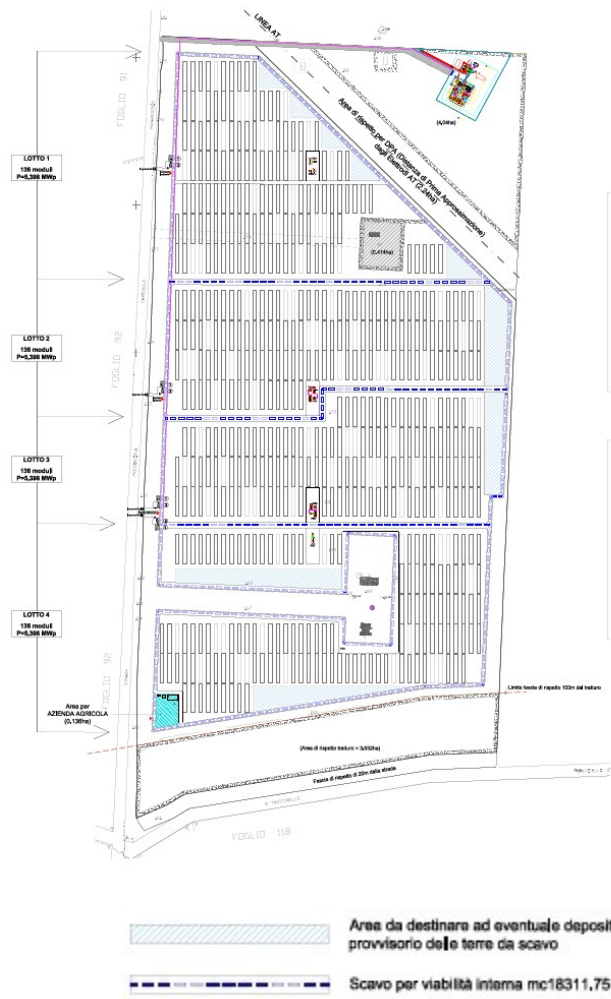 LINEA AT
FOGLIO 91
(4,04ha)
Area di rispetto per DPA (Distanza di Prima Approssimazione)
dagli Elettrodi AT (2,24ha)
LOTTO 1
136 moduli
P=5,398 MWp
(0,414ha)
LOTTO 2
136 moduli
P=5,398 MWp
FOGLIO 92
LOTTO 3
136 moduli
P=5,398 MWp
LOTTO 4
136 moduli
P=5,398 MWp
FOGLIO 92
Area per
AZIENDA AGRICOLA
(0,136ha)
Limite fascia di rispetto 100m dal tratturo
Fascia di rispetto di 20m dalla strada
FOGLIO 118
Area da destinare ad eventuale deposit
provvisorio delle terre da scavo
Scavo per viabilità interna mc18311,75